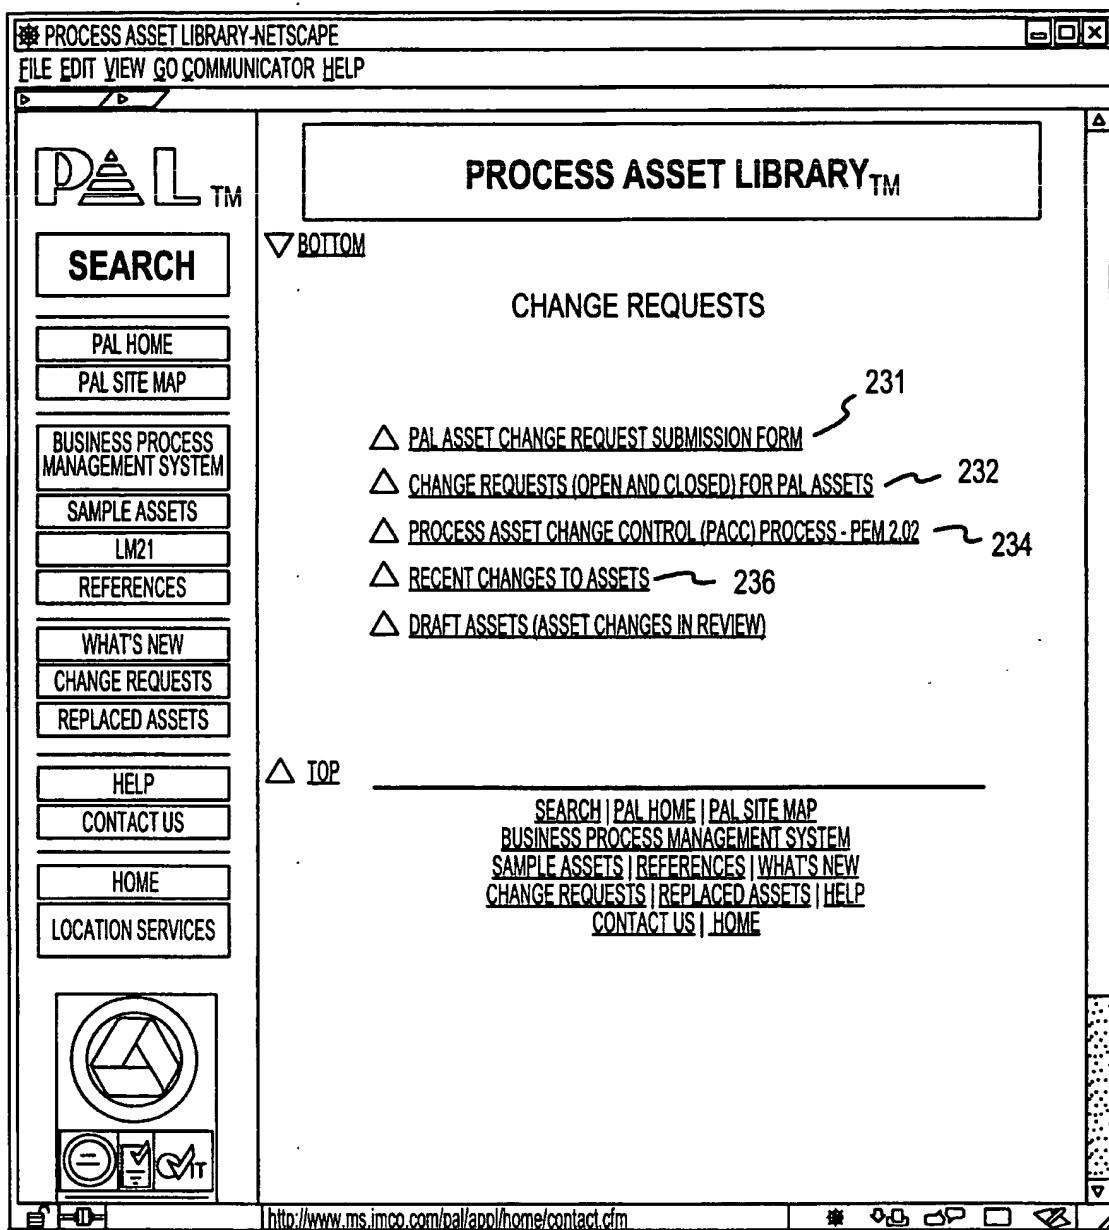 PROCESS ASSET LIBRARY-NETSCAPE
FILE EDIT VIEW GO COMMUNICATOR HELP
PAL TM
PROCESS ASSET LIBRARY TM
SEARCH
PAL HOME
PAL SITE MAP
BUSINESS PROCESS
MANAGEMENT SYSTEM
SAMPLE ASSETS
LM21
REFERENCES
WHAT'S NEW
CHANGE REQUESTS
REPLACED ASSETS
HELP
CONTACT US
HOME
LOCATION SERVICES
IT
BOTTOM
CHANGE REQUESTS
231
PAL ASSET CHANGE REQUEST SUBMISSION FORM
CHANGE REQUESTS (OPEN AND CLOSED) FOR PAL ASSETS 232
PROCESS ASSET CHANGE CONTROL (PACC) PROCESS - PEM 2.02 234
RECENT CHANGES TO ASSETS 236
DRAFT ASSETS (ASSET CHANGES IN REVIEW)
TOP
SEARCH | PAL HOME | PAL SITE MAP
BUSINESS PROCESS MANAGEMENT SYSTEM
SAMPLE ASSETS | REFERENCES | WHAT'S NEW
CHANGE REQUESTS | REPLACED ASSETS | HELP
CONTACT US | HOME
http://www.ms.imco.com/pal/appl/home/contact.cfm